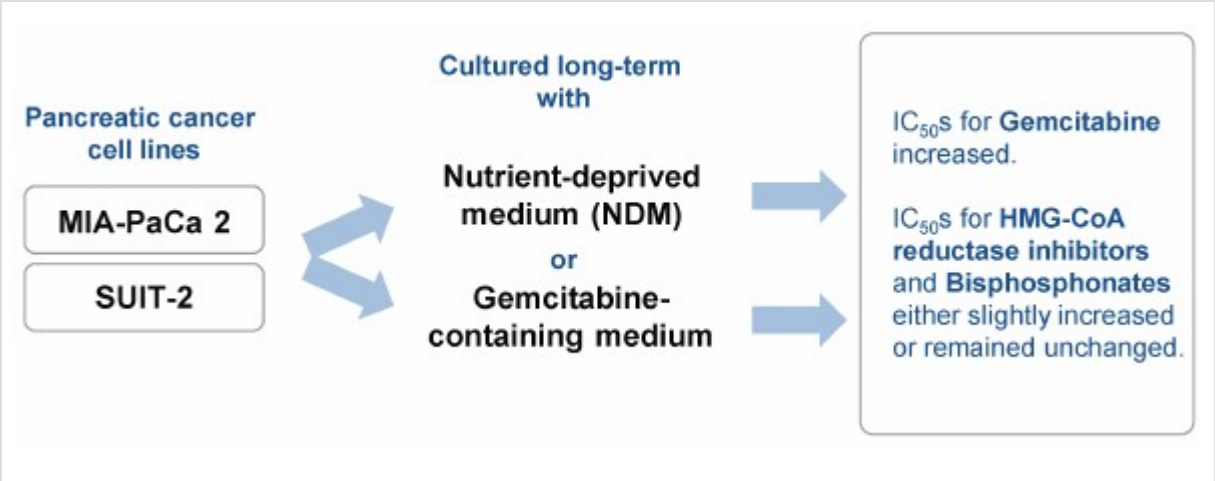 Pancreatic cancer
cell lines
MIA-PaCa 2
SUIT-2
Cultured long-term
with
Nutrient-deprived
medium (NDM)
or
Gemcitabine-
containing medium
IC50s for Gemcitabine
increased.
IC50s for HMG-CoA
reductase inhibitors
and Bisphosphonates
either slightly increased
or remained unchanged.